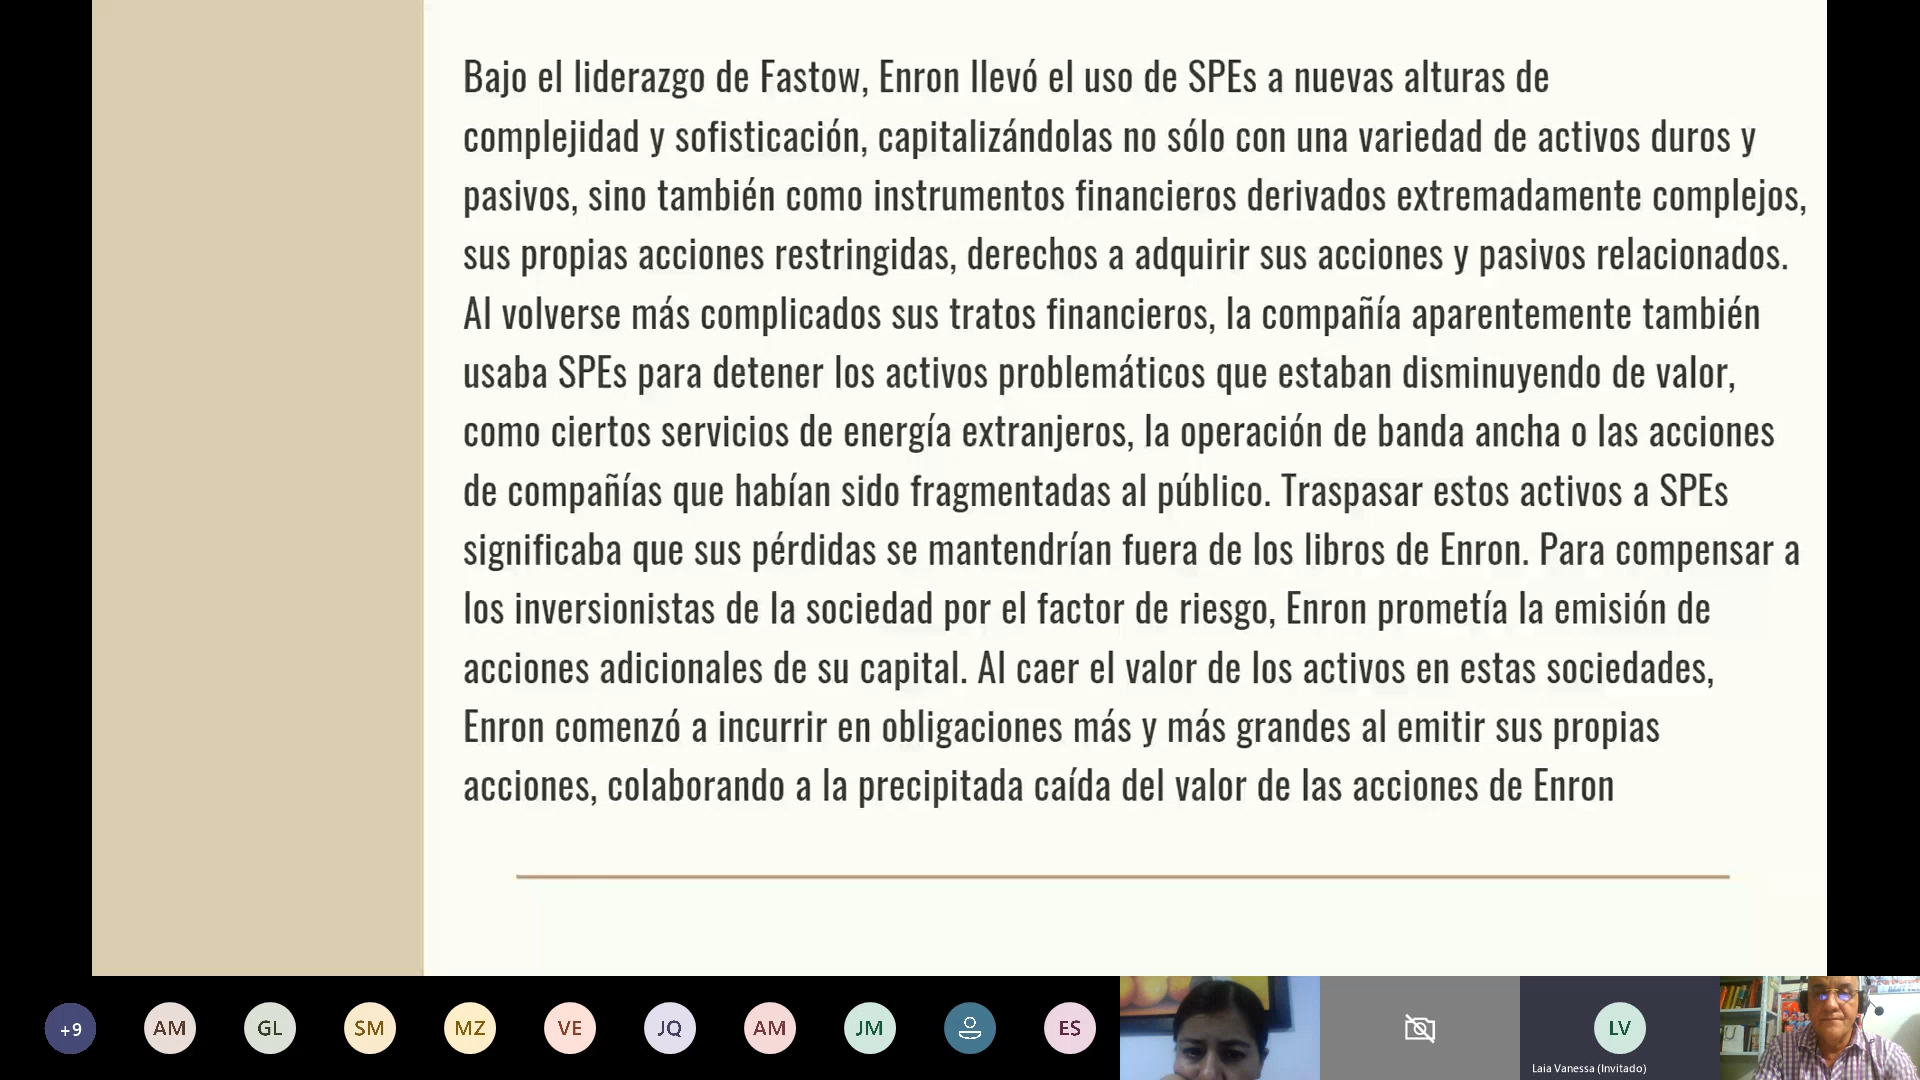 Bajo el liderazgo de Fastow, Enron llevó el uso de SPEs a nuevas alturas de
complejidad y sofisticación, capitalizándolas no sólo con una variedad de activos duros y
pasivos, sino también como instrumentos financieros derivados extremadamente complejos,
sus propias acciones restringidas, derechos a adquirir sus acciones y pasivos relacionados.
Al volverse más complicados sus tratos financieros, la compañía aparentemente también
usaba SPEs para detener los activos problemáticos que estaban disminuyendo de valor,
como ciertos servicios de energía extranjeros, la operación de banda ancha o las acciones
de compañías que habían sido fragmentadas al público. Traspasar estos activos a SPEs
significaba que sus pérdidas se mantendrían fuera de los libros de Enron. Para compensar a
los inversionistas de la sociedad por el factor de riesgo, Enron prometía la emisión de
acciones adicionales de su capital. Al caer el valor de los activos en estas sociedades,
Enron comenzó a incurrir en obligaciones más y más grandes al emitir sus propias
acciones, colaborando a la precipitada caída del valor de las acciones de Enron
+9 AM GL SM MZ VE JQ AM JM ES LV
Laia Vanessa (Invitado)